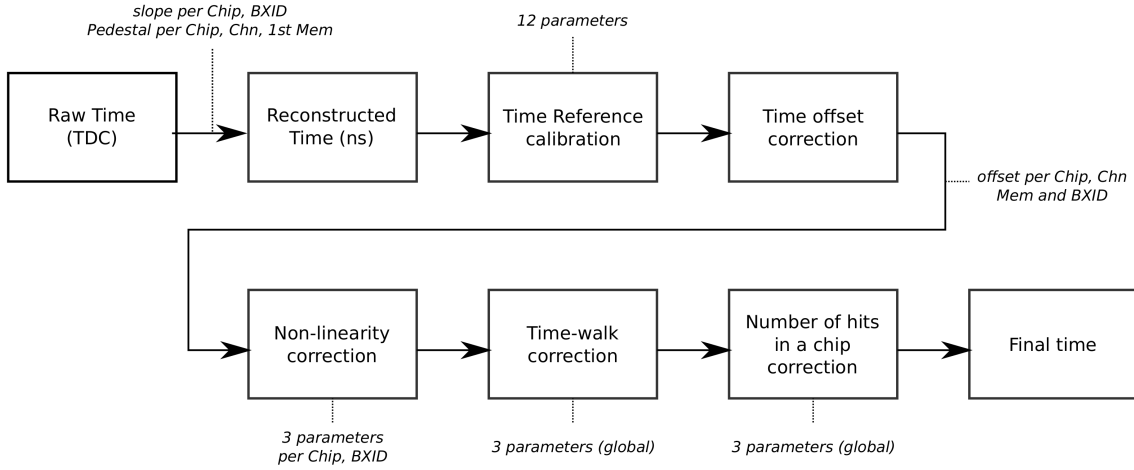 slope per Chip, BXID
Pedestal per Chip, Chn, 1st Mem
12 parameters
Raw Time
(TDC)
Reconstructed
Time (ns)
Time Reference
calibration
Time offset
correction
offset per Chip, Chn
Mem and BXID
Non-linearity
correction
Time-walk
correction
Number of hits
in a chip
correction
Final time
3 parameters
per Chip, BXID
3 parameters (global)
3 parameters (global)